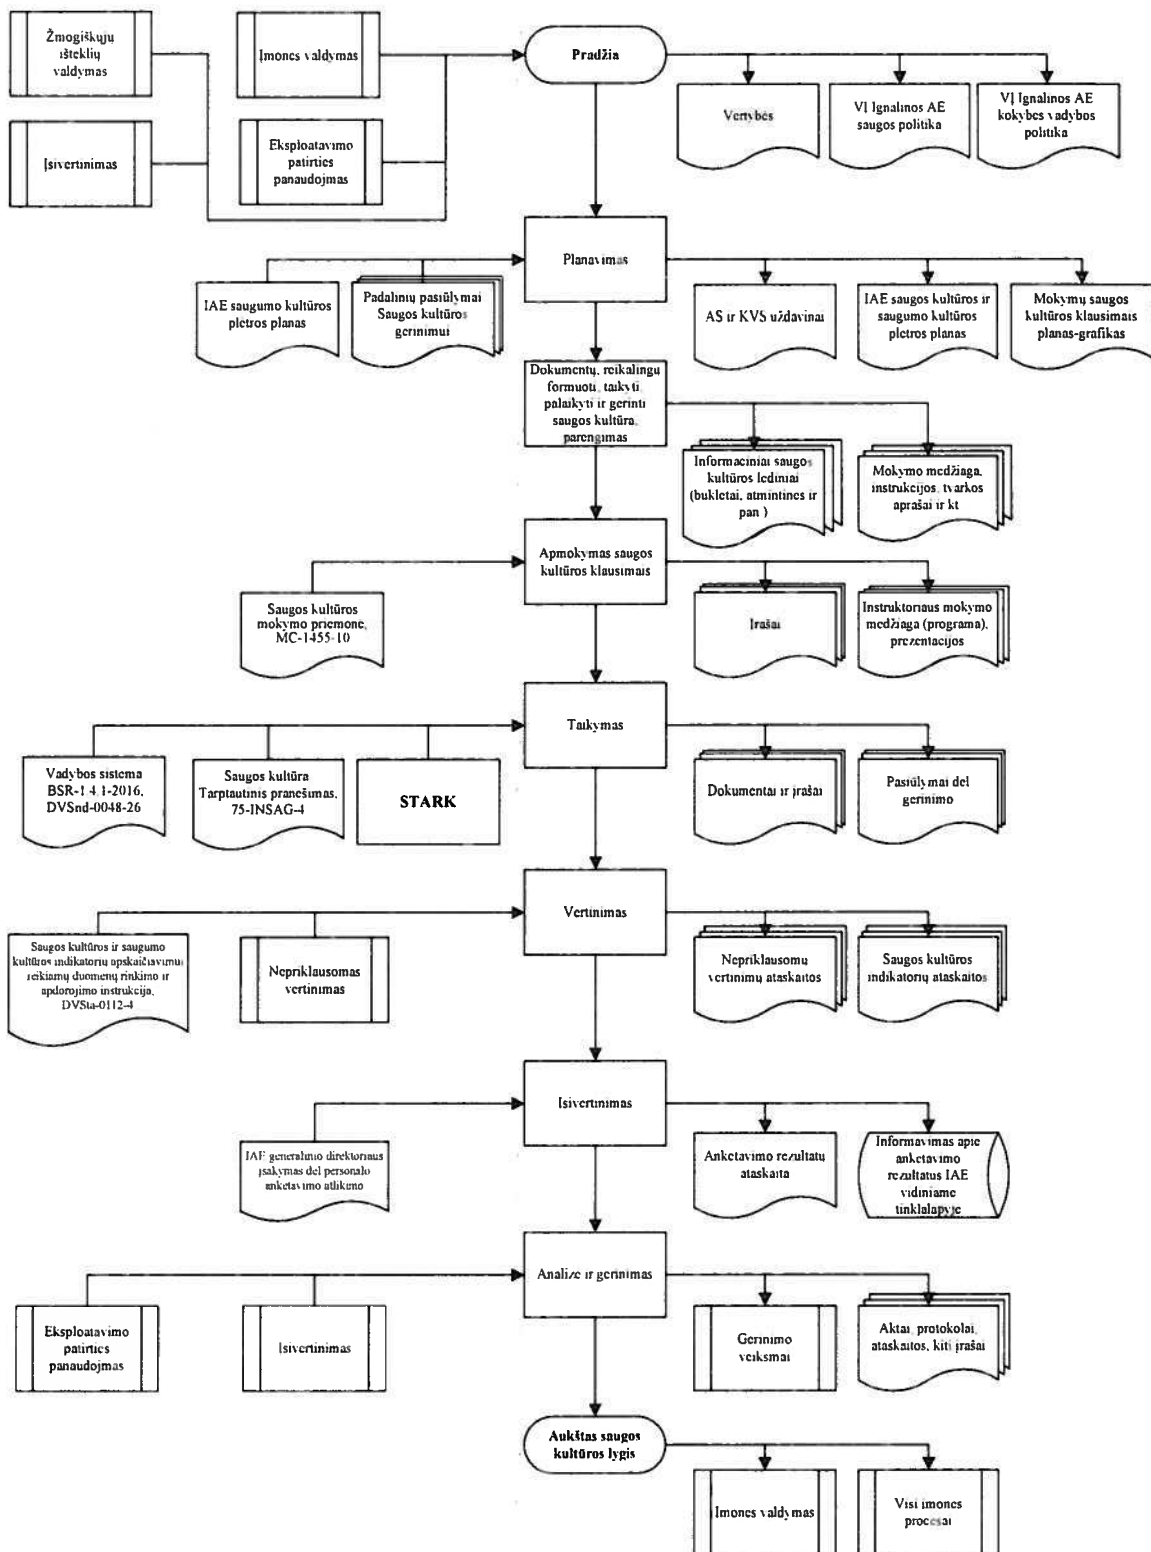 Žmogiškųjų
išteklių
valdymas
Įmonės valdymas
Pradžia
Vertybės
VĮ Ignalinos AE
saugos politika
VĮ Ignalinos AE
kokybės vadybos
politika
Įsivertinimas
Eksploatavimo
patirties
panaudojmas
Planavimas
IAE saugumo kultūros
plėtros planas
Padalinių pasiūlymai
Saugos kultūros
gerinimui
AS ir KVS uždavinai
IAE saugos kultūros ir
saugumo kultūros
plėtros planas
Mokymų saugos
kultūros klausimais
planas-grafikas
Dokumentų, reikalingų
formuoti, taikyti,
palaikyti ir gerinti
saugos kultūrą,
parengimas
Informaciniai saugos
kultūros lediniai
(bukletai, atmintinės ir
pan.)
Mokymo medžiaga,
instrukcijos, tvarkos
aprašai ir kt
Apmokymas saugos
kultūros klausimais
Saugos kultūros
mokymo priemonė,
MC-1455-10
Įrašai
Instruktoriaus mokymo
medžiaga (programa),
prezentacijos
Taikymas
Vadybos sistema
BSR-1.4.1-2016,
DVSnd-0048-26
Saugos kultūra
Tarptautinis pranešimas,
75-INSAG-4
STARK
Dokumentai ir įrašai
Pasiūlymai dėl
gerinimo
Vertinimas
Saugos kultūros ir saugumo
kultūros indikatorių apskaičiavimui
reikiamų duomenų rinkimo ir
apdorojimo instrukcija,
DVSta-0112-4
Nepriklausomas
vertinimas
Nepriklausomų
vertinimų ataskaitos
Saugos kultūros
indikatorių ataskaitos
Įsivertinimas
IAE generalinio direktoriaus
įsakymas dėl personalo
anketavimo atlikimo
Anketavimo rezultatų
ataskaita
Informavimas apie
anketavimo
rezultatus IAE
vidiniame
tinklalapyje
Analizė ir gerinimas
Eksploatavimo
patirties
panaudojmas
Įsivertinimas
Gerinimo
veiksmai
Aktai, protokolai,
ataskaitos, kiti įrašai
Aukštas saugos
kultūros lygis
Įmonės valdymas
Visi įmonės
procesai